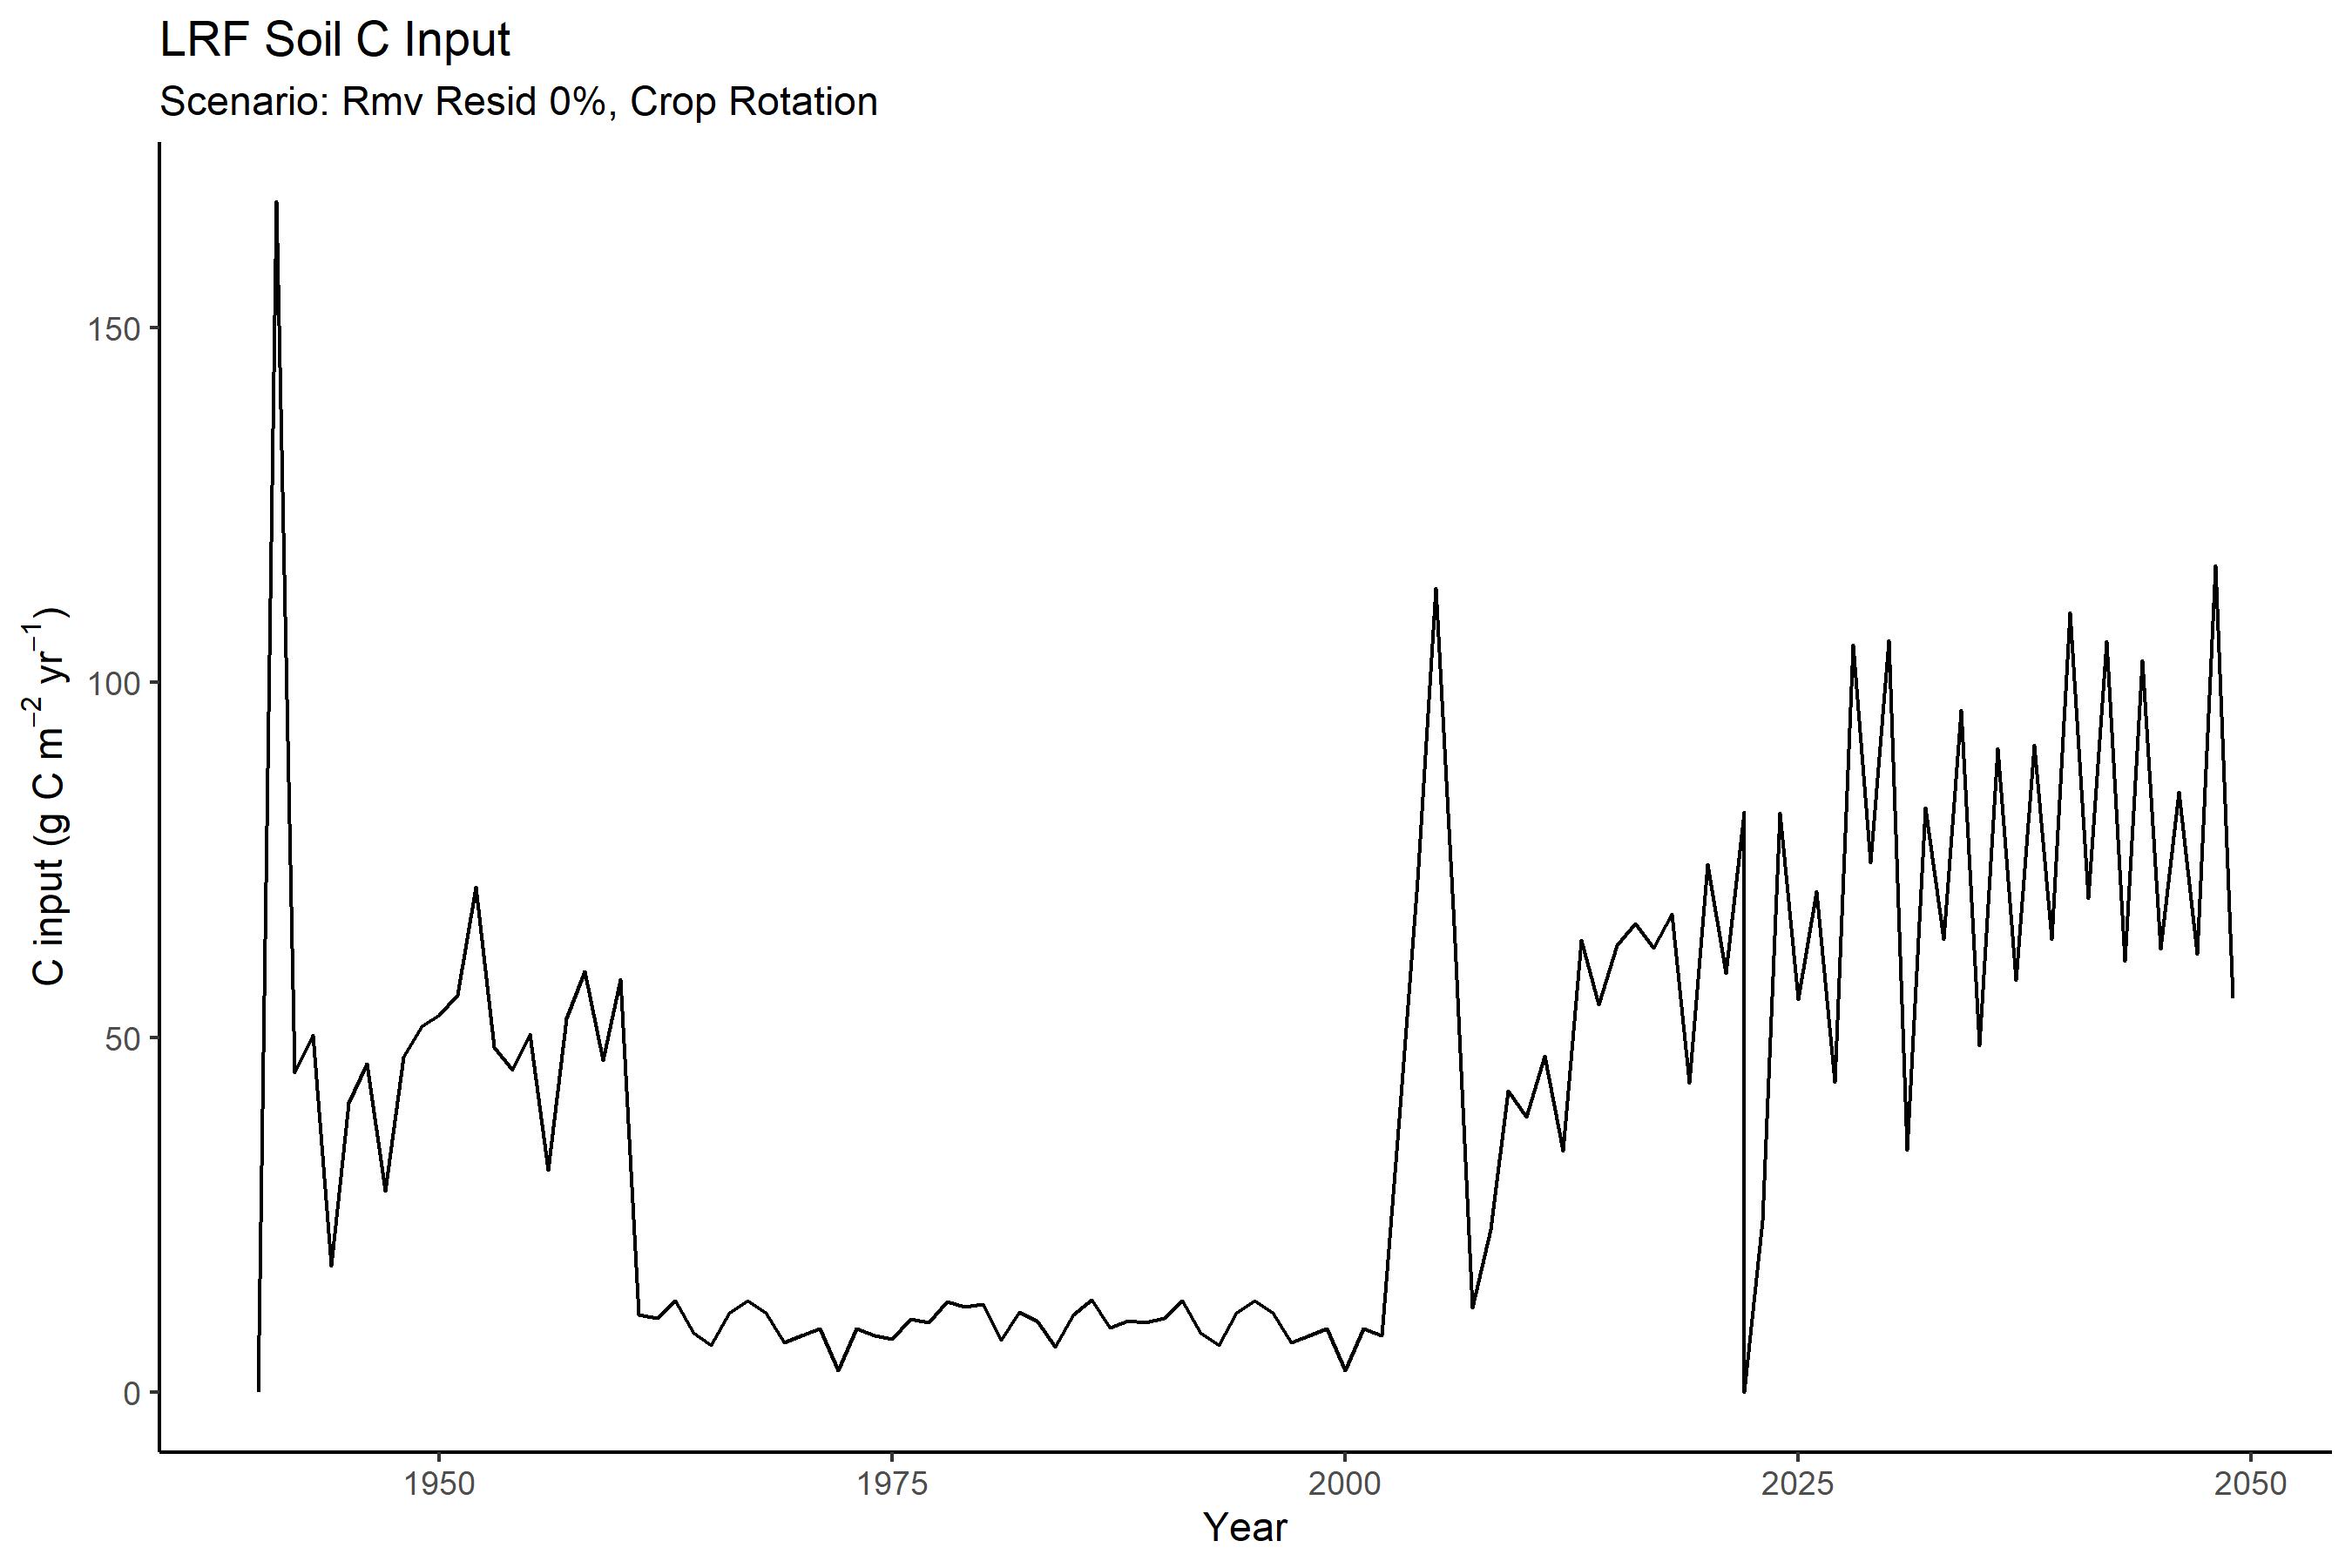 LRF Soil C Input
Scenario: Rmv Resid 0%, Crop Rotation
C input (g C m⁻² yr⁻¹)
150
100
50
0
1950 1975 2000 2025 2050
Year